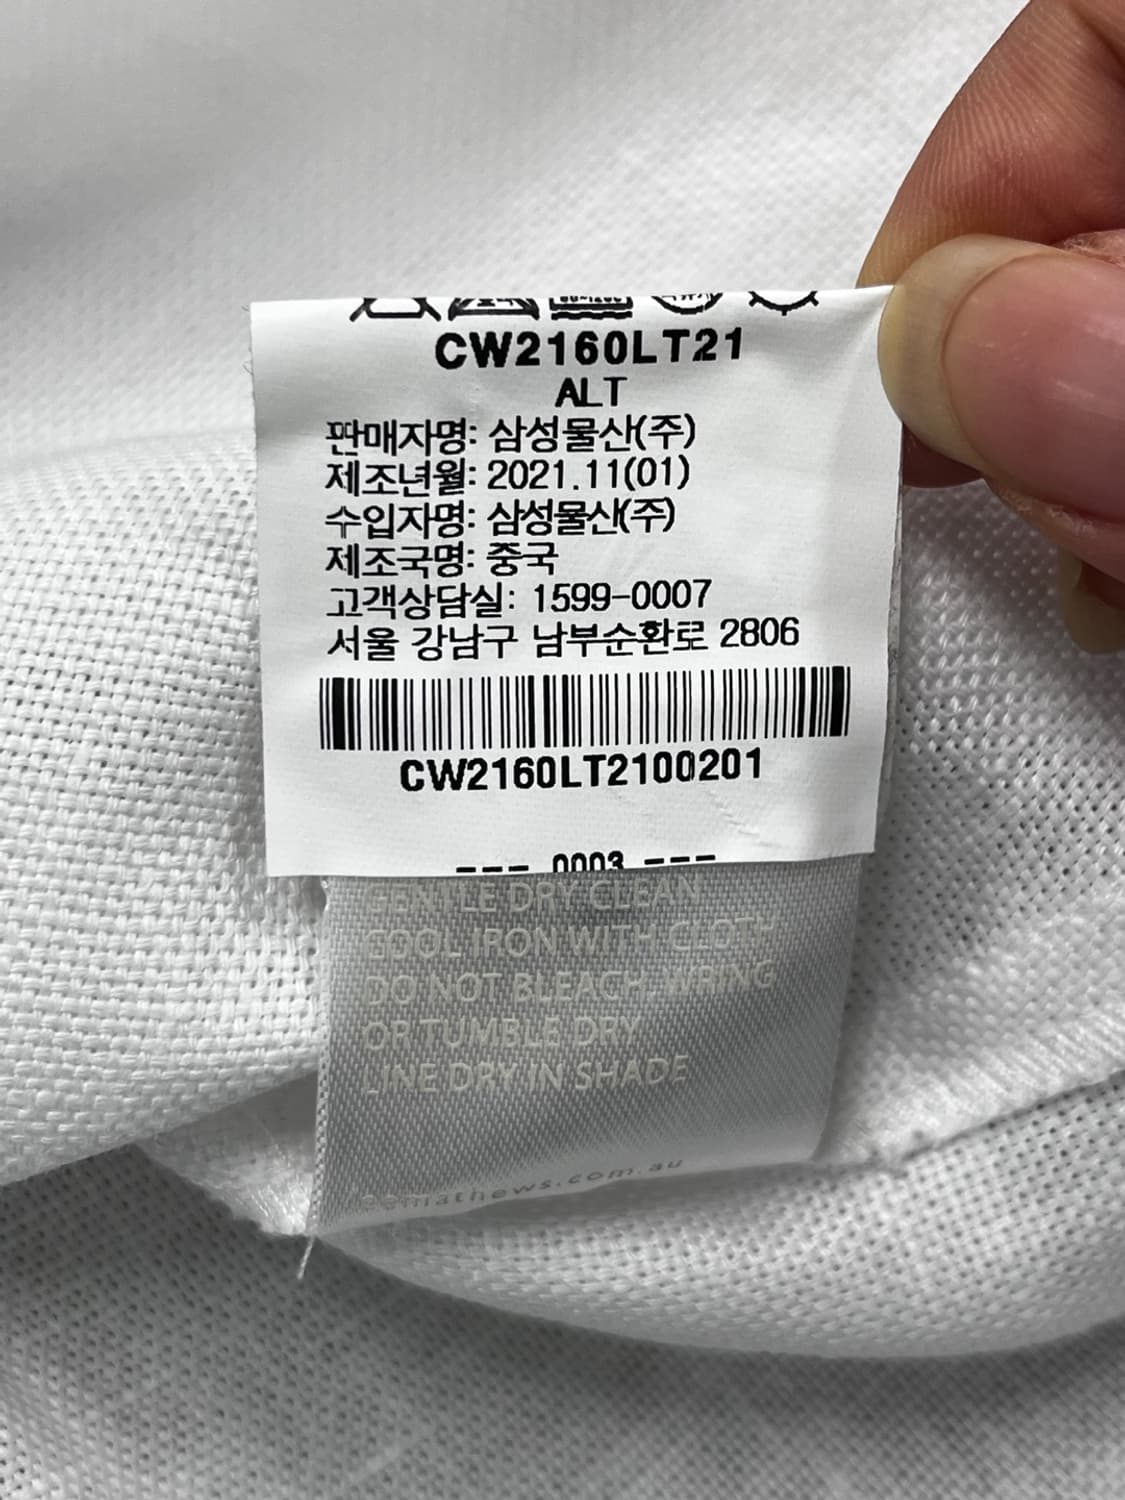 CW2160LT21
ALT
판매자명: 삼성물산(주)
제조년월: 2021.11(01)
수입자명: 삼성물산(주)
제조국명: 중국
고객상담실: 1599-0007
서울 강남구 남부순환로 2806
CW2160LT2100201
--- 0003 ---
GENTLE DRY CLEAN
COOL IRON WITH CLOTH
DO NOT BLEACH, WRING
OR TUMBLE DRY
LINE DRY IN SHADE